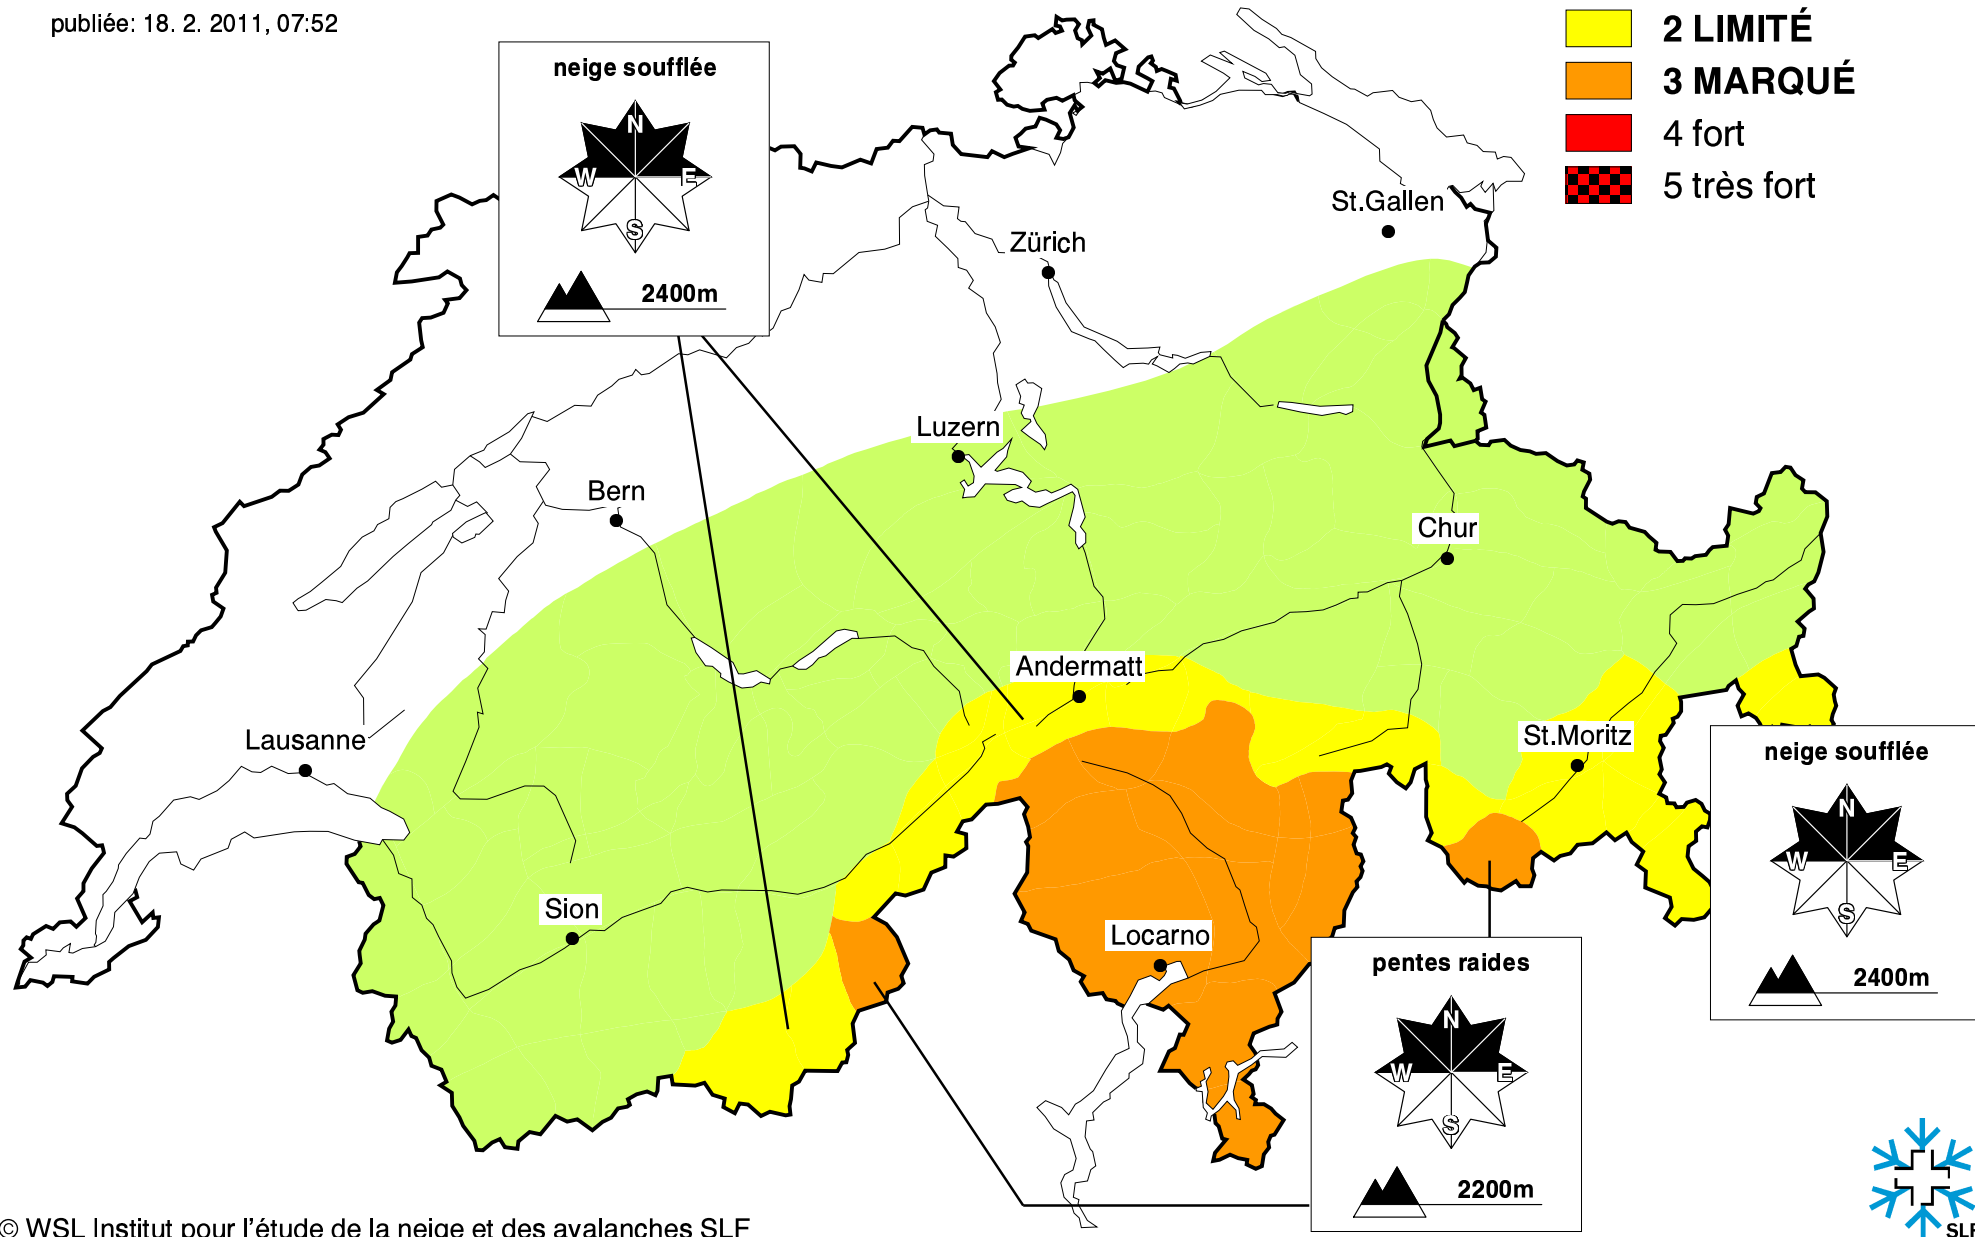 publiée: 18. 2. 2011, 07:52
2 LIMITÉ
3 MARQUÉ
4 fort
5 très fort
neige soufflée
N
W E
S
2400m
St.Gallen
Zürich
Luzern
Bern
Chur
Andermatt
Lausanne
St.Moritz
neige soufflée
N
W E
S
2400m
Sion
Locarno
pentes raides
N
W E
S
2200m
© WSL Institut pour l'étude de la neige et des avalanches SLF
SLF